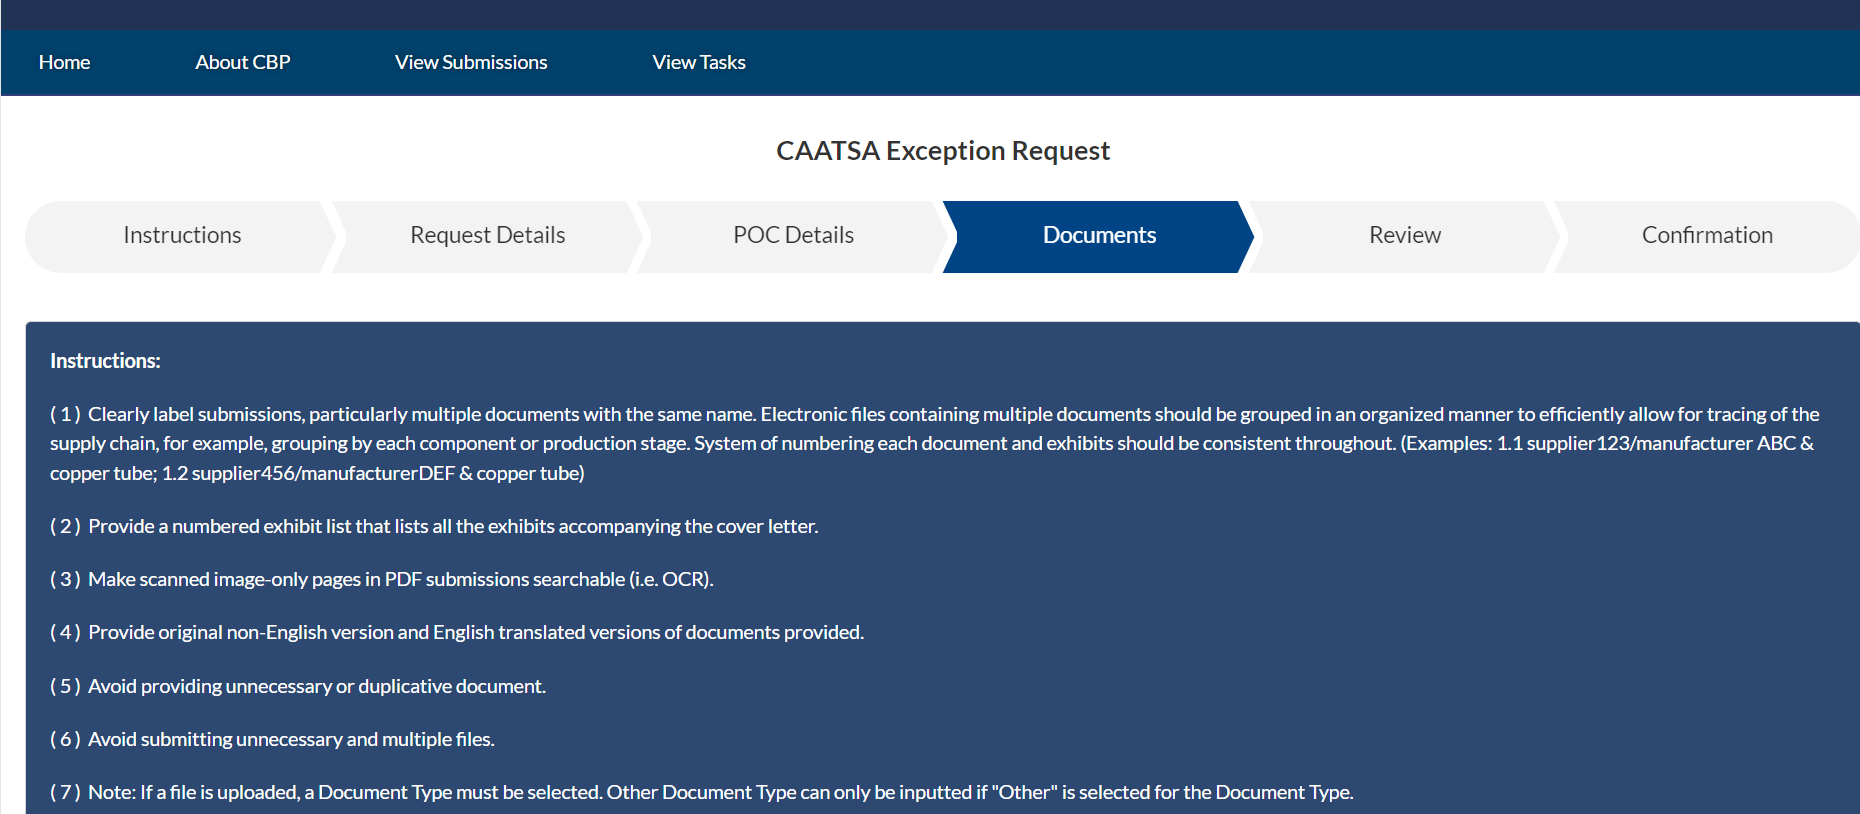 Home About CBP View Submissions View Tasks
CAATSA Exception Request
Instructions Request Details POC Details Documents Review Confirmation
Instructions:
( 1 ) Clearly label submissions, particularly multiple documents with the same name. Electronic files containing multiple documents should be grouped in an organized manner to efficiently allow for tracing of the
supply chain, for example, grouping by each component or production stage. System of numbering each document and exhibits should be consistent throughout. (Examples: 1.1 supplier123/manufacturer ABC &
copper tube; 1.2 supplier456/manufacturerDEF & copper tube)
( 2 ) Provide a numbered exhibit list that lists all the exhibits accompanying the cover letter.
( 3 ) Make scanned image-only pages in PDF submissions searchable (i.e. OCR).
( 4 ) Provide original non-English version and English translated versions of documents provided.
( 5 ) Avoid providing unnecessary or duplicative document.
( 6 ) Avoid submitting unnecessary and multiple files.
( 7 ) Note: If a file is uploaded, a Document Type must be selected. Other Document Type can only be inputted if "Other" is selected for the Document Type.